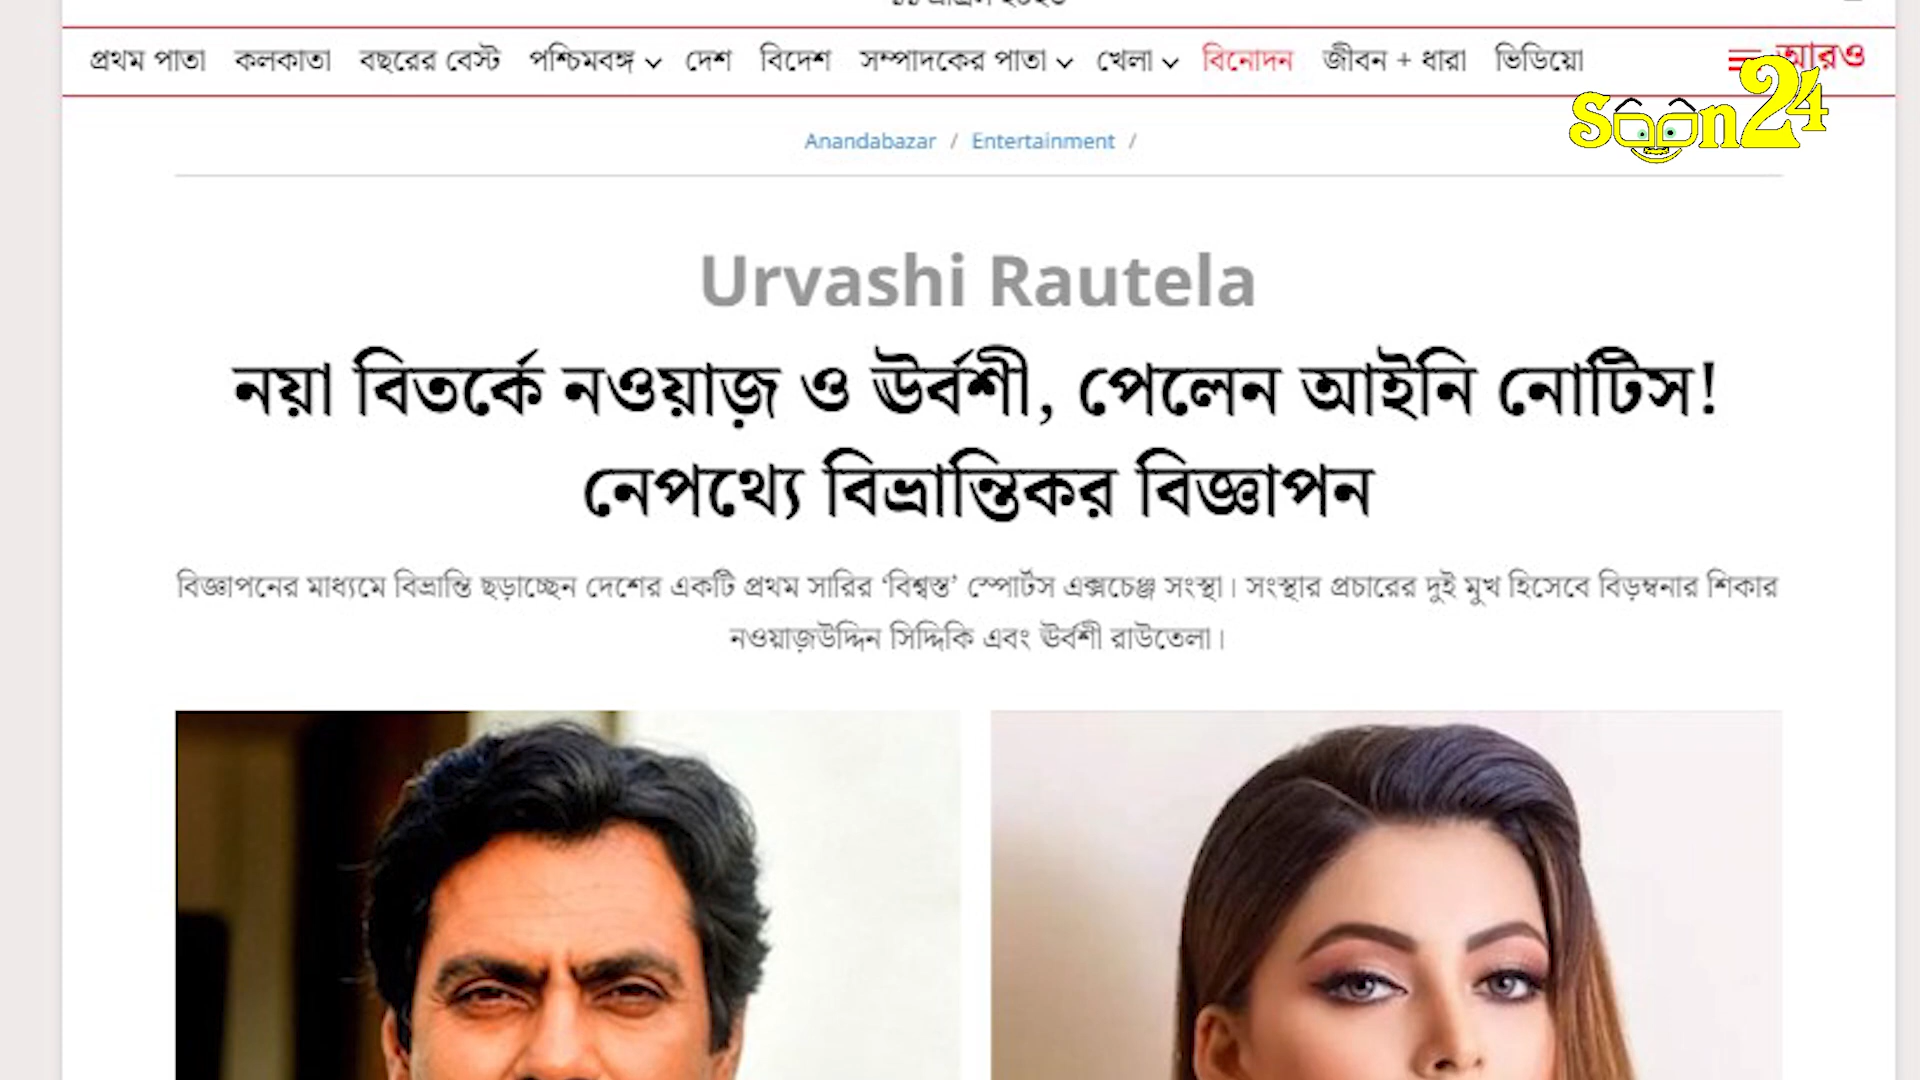 প্রথম পাতা কলকাতা বছরের বেস্ট পশ্চিমবঙ্গ দেশ বিদেশ সম্পাদকের পাতা খেলা বিনোদন জীবন + ধারা ভিডিয়ো আরও
Soon24
Anandabazar / Entertainment /
Urvashi Rautela
নয়া বিতর্কে নওয়াজ় ও ঊর্বশী, পেলেন আইনি নোটিস!
নেপথ্যে বিভ্রান্তিকর বিজ্ঞাপন
বিজ্ঞাপনের মাধ্যমে বিভ্রান্তি ছড়াচ্ছেন দেশের একটি প্রথম সারির ‘বিশ্বস্ত’ স্পোর্টস এক্সচেঞ্জ সংস্থা। সংস্থার প্রচারের দুই মুখ হিসেবে বিড়ম্বনার শিকার
নওয়াজ়উদ্দিন সিদ্দিকি এবং ঊর্বশী রাউতেলা।